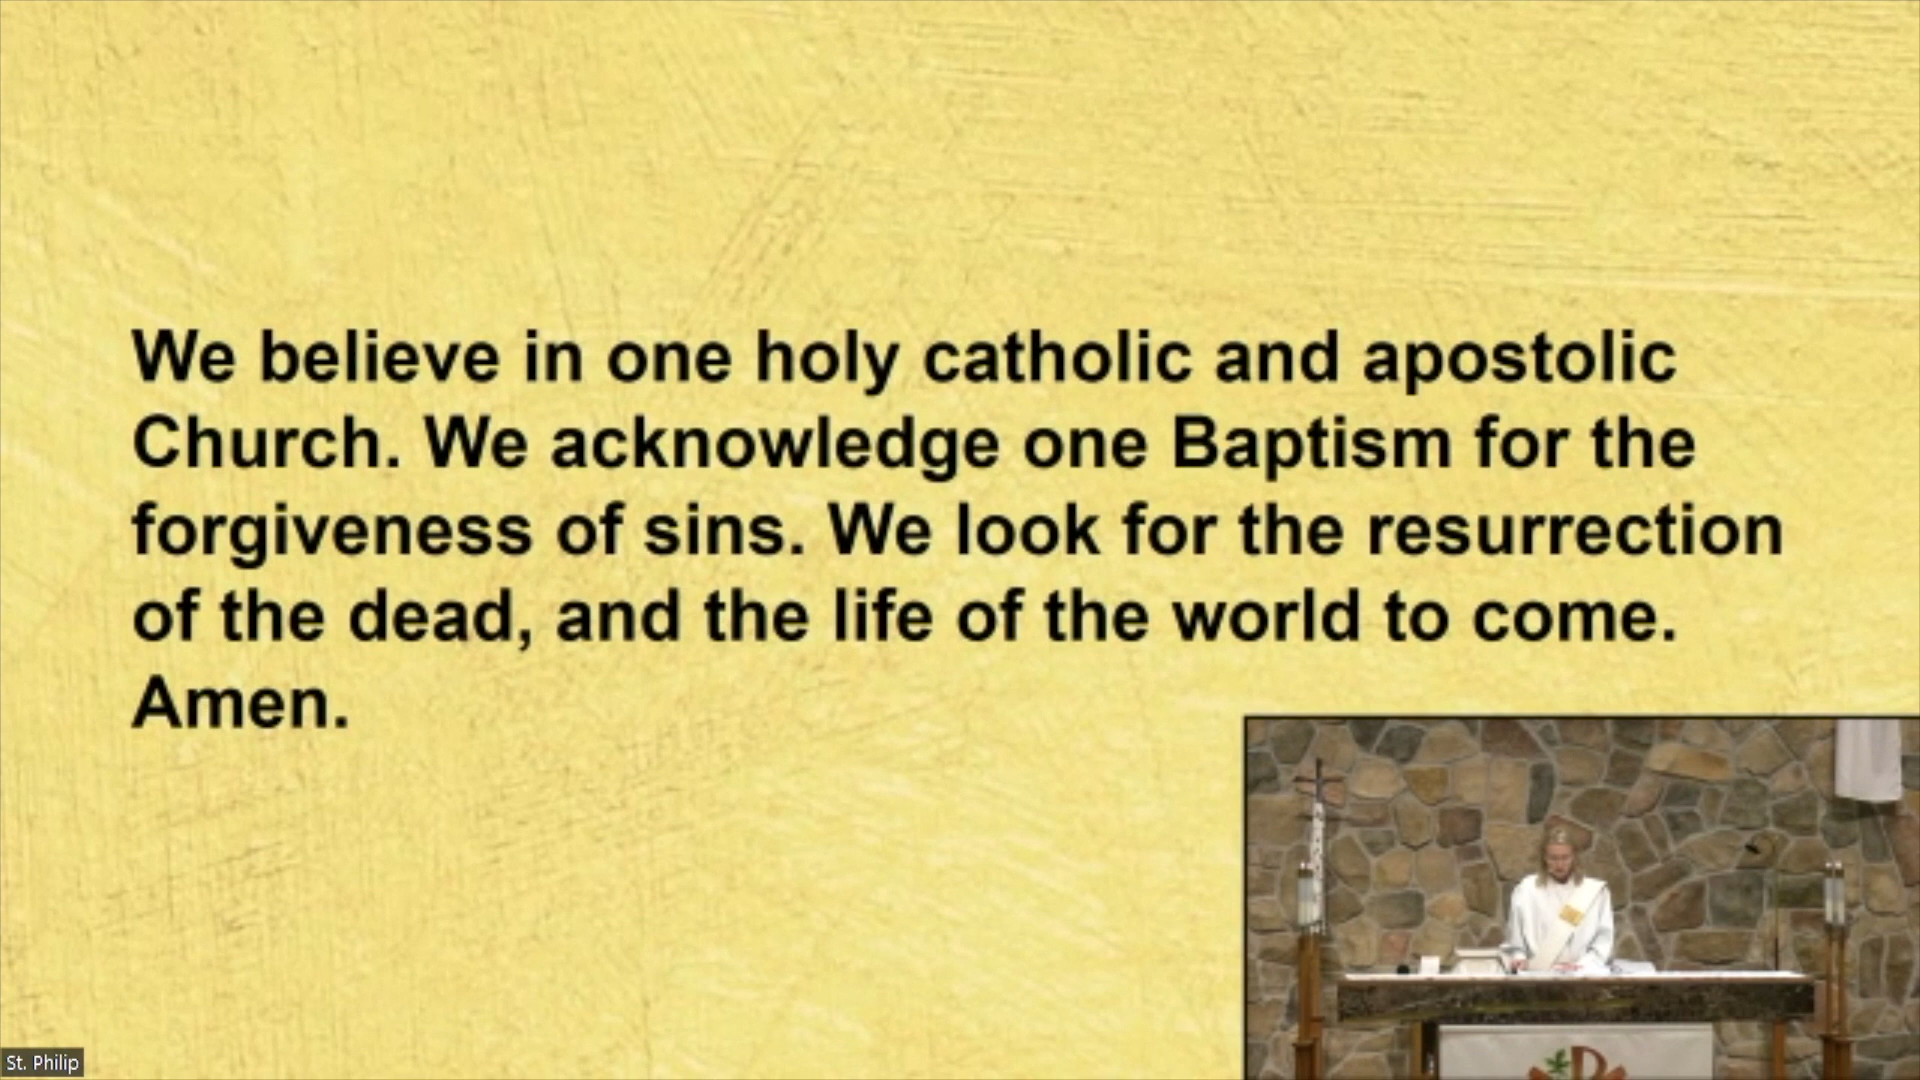 We believe in one holy catholic and apostolic
Church. We acknowledge one Baptism for the
forgiveness of sins. We look for the resurrection
of the dead, and the life of the world to come.
Amen.
St. Philip